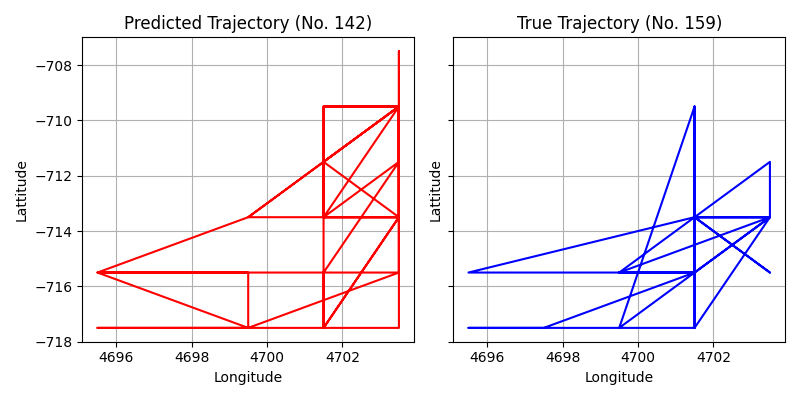 Predicted Trajectory (No. 142)
True Trajectory (No. 159)
Lattitude
−708
−710
−712
−714
−716
−718
4696
4698
4700
4702
Longitude
Lattitude
4696
4698
4700
4702
Longitude